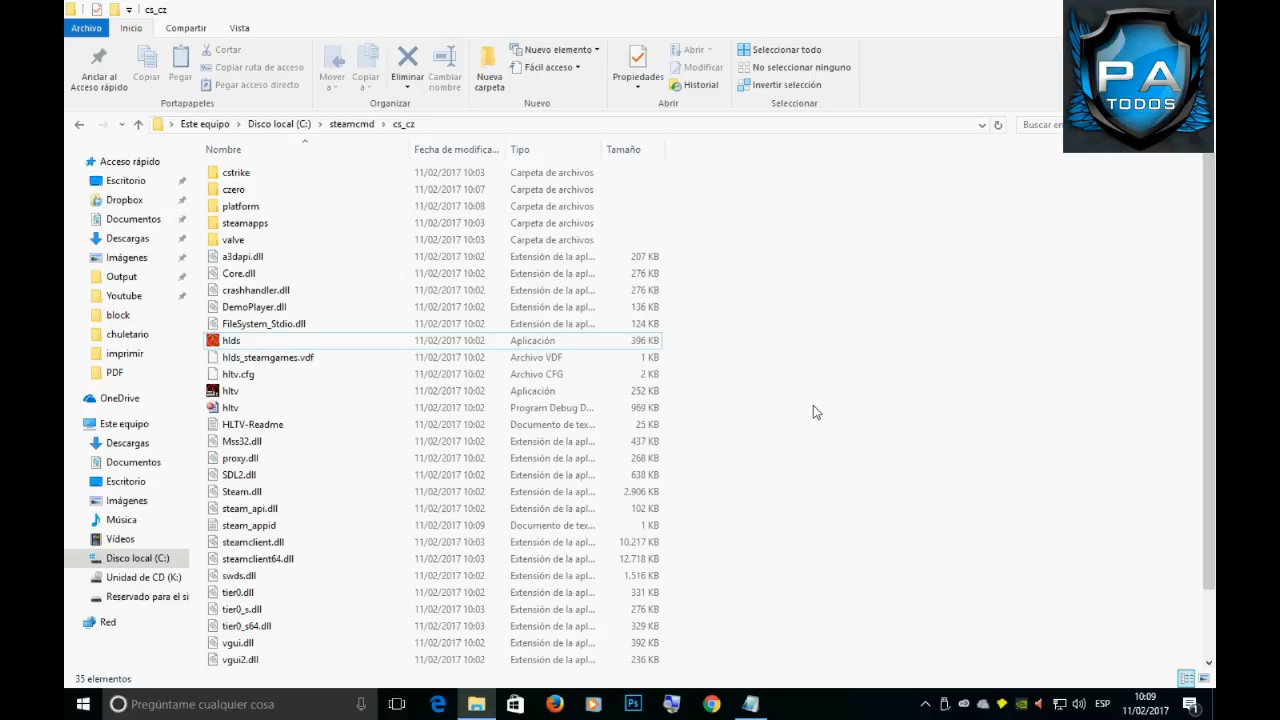 cs_cz
Archivo Inicio Compartir Vista
Anclar al Acceso rápido
Copiar
Pegar
Cortar
Copiar ruta de acceso
Pegar acceso directo
Portapapeles
Mover a
Copiar a
Eliminar
Cambiar nombre
Organizar
Nueva carpeta
Nuevo elemento
Fácil acceso
Nuevo
Propiedades
Abrir
Modificar
Historial
Abrir
Seleccionar todo
No seleccionar ninguno
Invertir selección
Seleccionar
PA
TODOS
Este equipo > Disco local (C:) > steamcmd > cs_cz
Buscar en
Acceso rápido
Escritorio
Dropbox
Documentos
Descargas
Imágenes
Output
Youtube
block
chuletario
imprimir
PDF
OneDrive
Este equipo
Descargas
Documentos
Escritorio
Imágenes
Música
Vídeos
Disco local (C:)
Unidad de CD (K:)
Reservado para el si
Red
Nombre Fecha de modifica... Tipo Tamaño
cstrike 11/02/2017 10:03 Carpeta de archivos
czero 11/02/2017 10:07 Carpeta de archivos
platform 11/02/2017 10:08 Carpeta de archivos
steamapps 11/02/2017 10:03 Carpeta de archivos
valve 11/02/2017 10:03 Carpeta de archivos
a3dapi.dll 11/02/2017 10:02 Extensión de la apl... 207 KB
Core.dll 11/02/2017 10:02 Extensión de la apl... 276 KB
crashhandler.dll 11/02/2017 10:02 Extensión de la apl... 276 KB
DemoPlayer.dll 11/02/2017 10:02 Extensión de la apl... 136 KB
FileSystem_Stdio.dll 11/02/2017 10:02 Extensión de la apl... 124 KB
hlds 11/02/2017 10:02 Aplicación 396 KB
hlds_steamgames.vdf 11/02/2017 10:02 Archivo VDF 1 KB
hltv.cfg 11/02/2017 10:02 Archivo CFG 2 KB
hltv 11/02/2017 10:02 Aplicación 252 KB
hltv 11/02/2017 10:02 Program Debug D... 969 KB
HLTV-Readme 11/02/2017 10:02 Documento de tex... 25 KB
Mss32.dll 11/02/2017 10:02 Extensión de la apl... 437 KB
proxy.dll 11/02/2017 10:02 Extensión de la apl... 268 KB
SDL2.dll 11/02/2017 10:02 Extensión de la apl... 638 KB
Steam.dll 11/02/2017 10:02 Extensión de la apl... 2.906 KB
steam_api.dll 11/02/2017 10:02 Extensión de la apl... 102 KB
steam_appid 11/02/2017 10:09 Documento de tex... 1 KB
steamclient.dll 11/02/2017 10:03 Extensión de la apl... 10.217 KB
steamclient64.dll 11/02/2017 10:03 Extensión de la apl... 12.718 KB
swds.dll 11/02/2017 10:02 Extensión de la apl... 1.516 KB
tier0.dll 11/02/2017 10:02 Extensión de la apl... 331 KB
tier0_s.dll 11/02/2017 10:03 Extensión de la apl... 276 KB
tier0_s64.dll 11/02/2017 10:03 Extensión de la apl... 329 KB
vgui.dll 11/02/2017 10:02 Extensión de la apl... 392 KB
vgui2.dll 11/02/2017 10:02 Extensión de la apl... 236 KB
35 elementos
Pregúntame cualquier cosa
Ps
ESP
10:09
11/02/2017
1